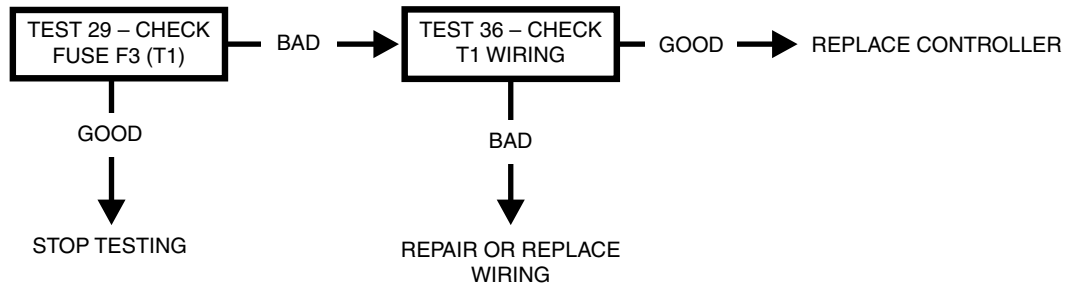 TEST 29 – CHECK
FUSE F3 (T1)
BAD
TEST 36 – CHECK
T1 WIRING
GOOD
REPLACE CONTROLLER
GOOD
BAD
STOP TESTING
REPAIR OR REPLACE
WIRING